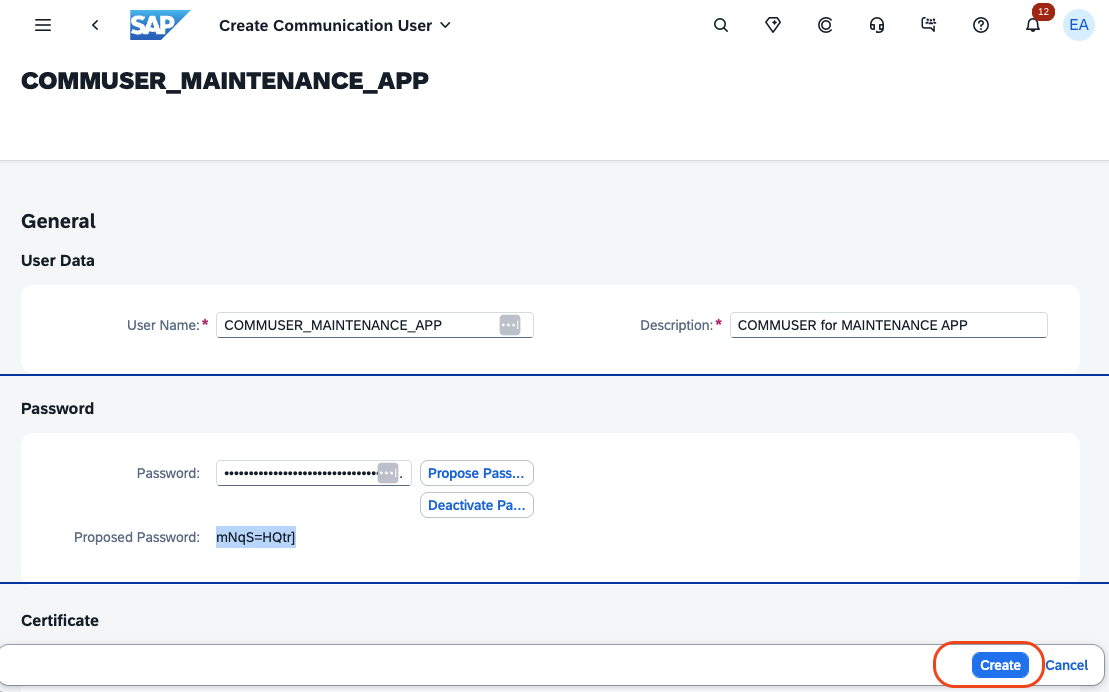 SAP Create Communication User
12
EA
COMMUSER_MAINTENANCE_APP
General
User Data
User Name:* COMMUSER_MAINTENANCE_APP Description:* COMMUSER for MAINTENANCE APP
Password
Password: Propose Pass...
Deactivate Pa...
Proposed Password: mNqS=HQtr]
Certificate
Create Cancel